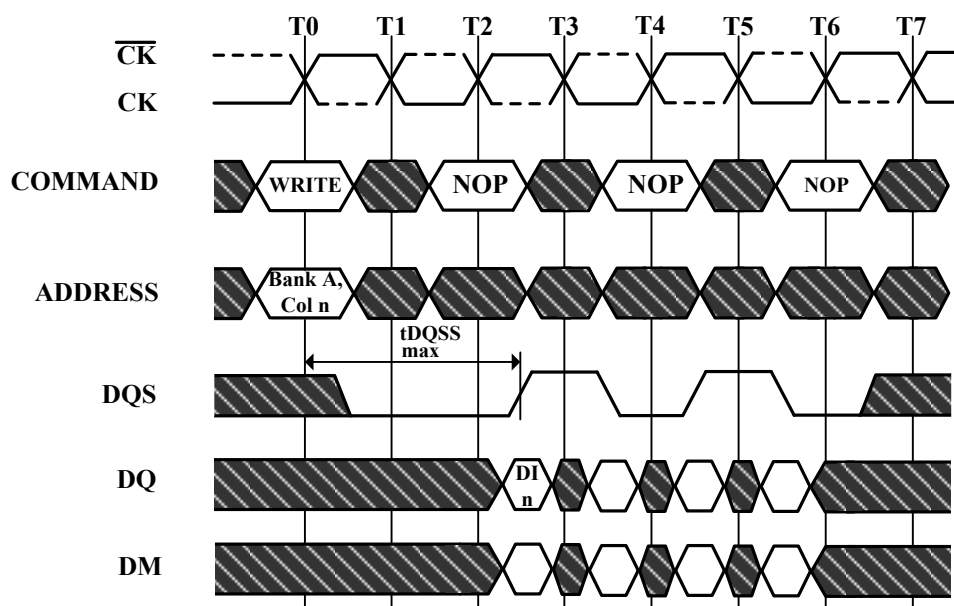 T0 T1 T2 T3 T4 T5 T6 T7
CK
CK
COMMAND WRITE NOP NOP NOP
ADDRESS Bank A,
Col n
tDQSS
max
DQS
DQ DI
n
DM